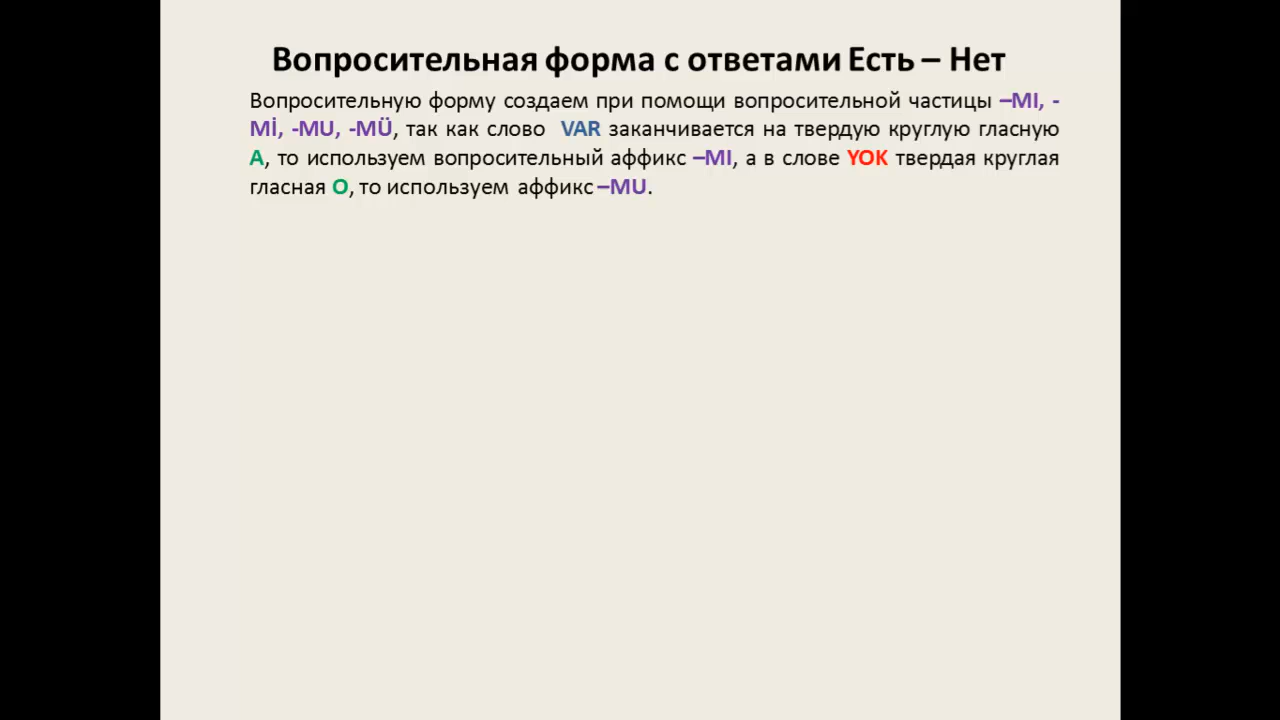 Вопросительная форма с ответами Есть – Нет
Вопросительную форму создаем при помощи вопросительной частицы –MI, -
Mİ, -MU, -MÜ, так как слово VAR заканчивается на твердую круглую гласную
A, то используем вопросительный аффикс –MI, а в слове YOK твердая круглая
гласная O, то используем аффикс –MU.